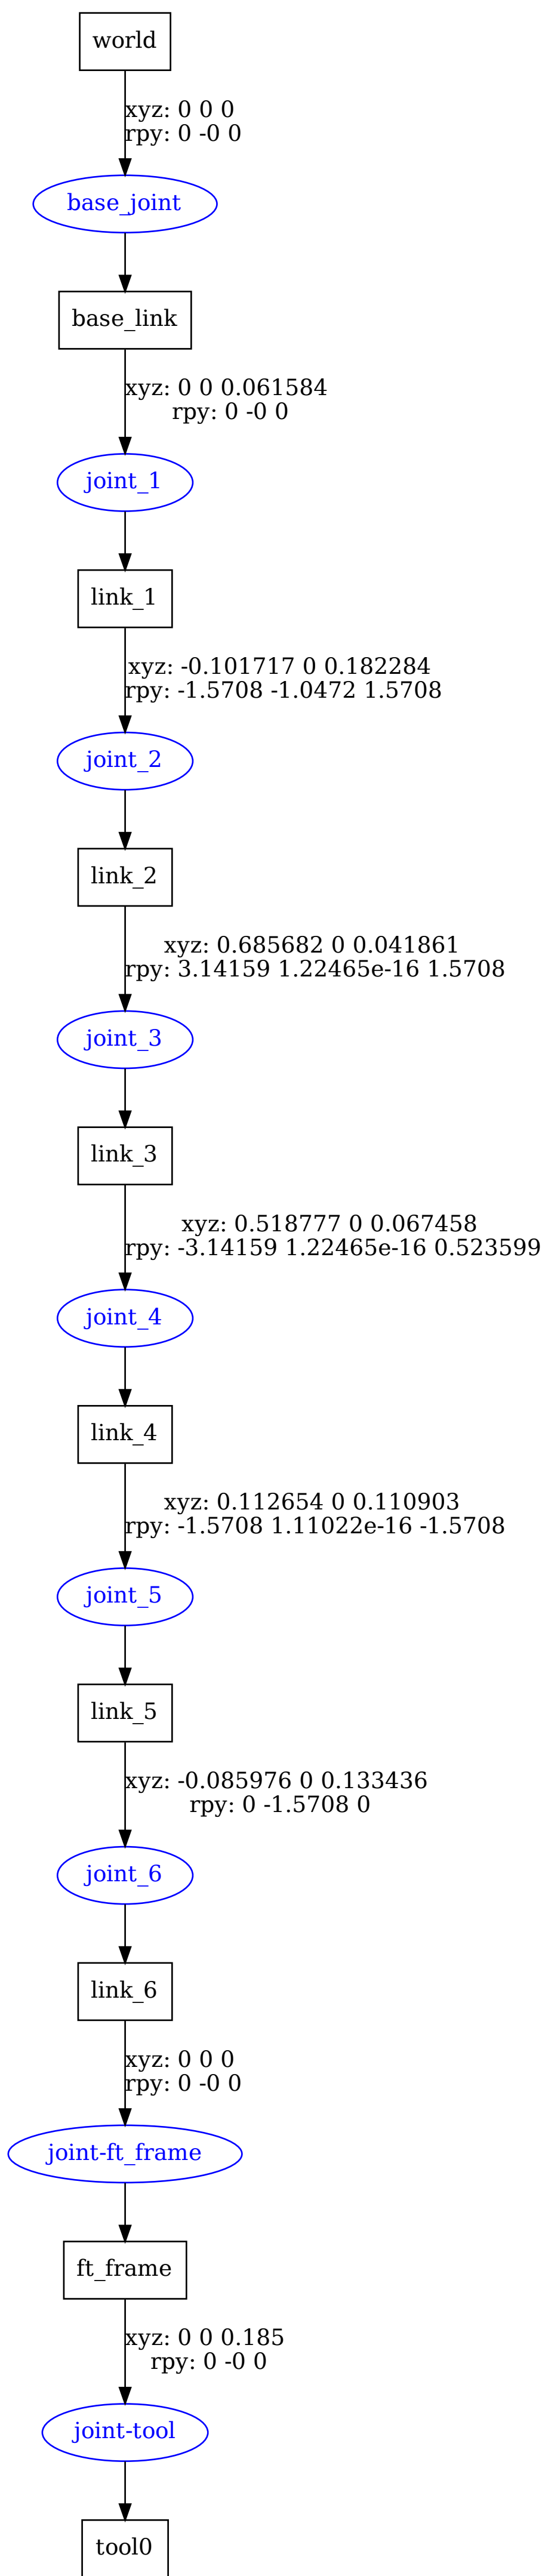 world
xyz: 0 0 0
rpy: 0 -0 0
base_joint
base_link
xyz: 0 0 0.061584
rpy: 0 -0 0
joint_1
link_1
xyz: -0.101717 0 0.182284
rpy: -1.5708 -1.0472 1.5708
joint_2
link_2
xyz: 0.685682 0 0.041861
rpy: 3.14159 1.22465e-16 1.5708
joint_3
link_3
xyz: 0.518777 0 0.067458
rpy: -3.14159 1.22465e-16 0.523599
joint_4
link_4
xyz: 0.112654 0 0.110903
rpy: -1.5708 1.11022e-16 -1.5708
joint_5
link_5
xyz: -0.085976 0 0.133436
rpy: 0 -1.5708 0
joint_6
link_6
xyz: 0 0 0
rpy: 0 -0 0
joint-ft_frame
ft_frame
xyz: 0 0 0.185
rpy: 0 -0 0
joint-tool
tool0